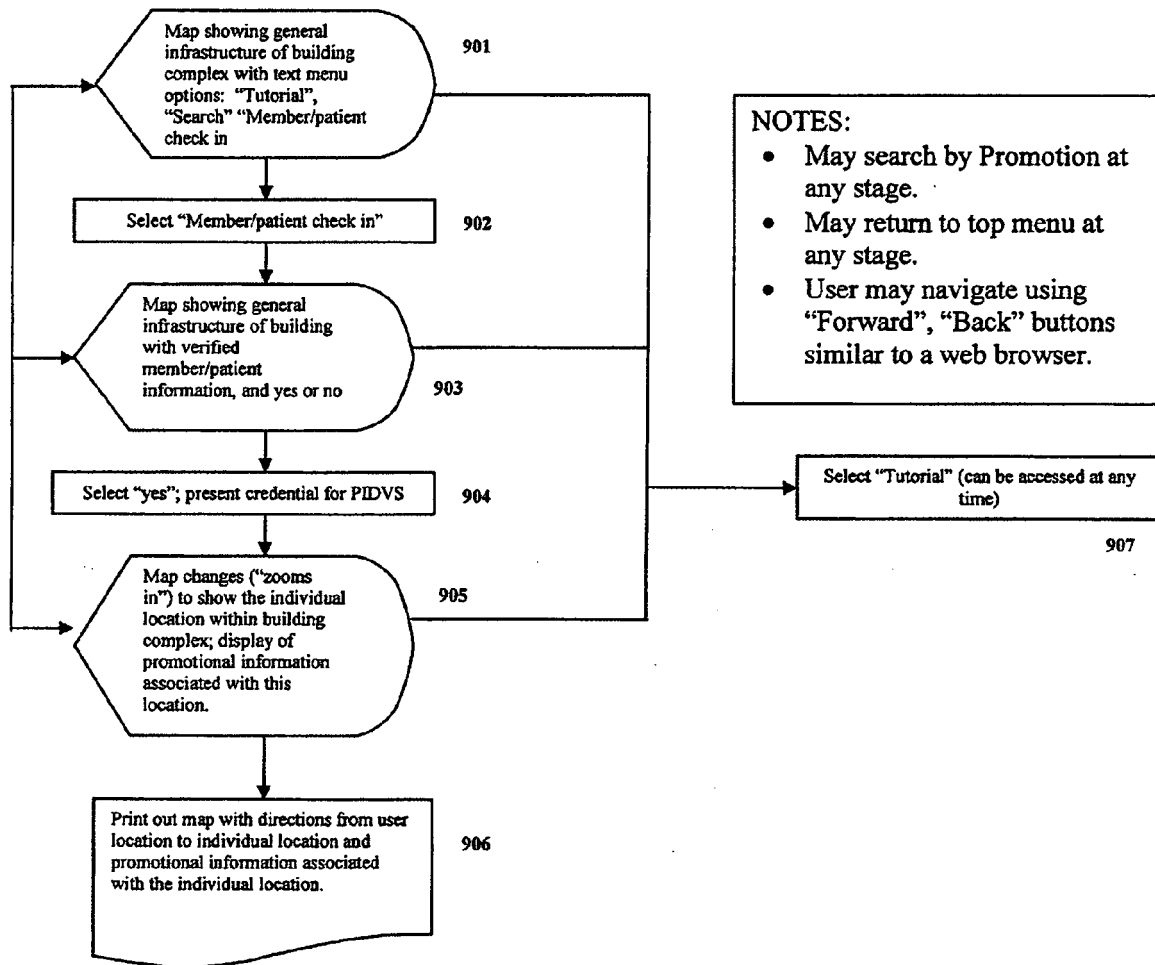 Map showing general
infrastructure of building
complex with text menu
options: “Tutorial”,
“Search” “Member/patient
check in
901
Select “Member/patient check in”
902
Map showing general
infrastructure of building
with verified
member/patient
information, and yes or no
903
Select “yes”; present credential for PIDVS
904
Map changes (“zooms
in”) to show the individual
location within building
complex; display of
promotional information
associated with this
location.
905
Print out map with directions from user
location to individual location and
promotional information associated
with the individual location.
906
NOTES:
• May search by Promotion at
any stage.
• May return to top menu at
any stage.
• User may navigate using
“Forward”, “Back” buttons
similar to a web browser.
Select “Tutorial” (can be accessed at any
time)
907